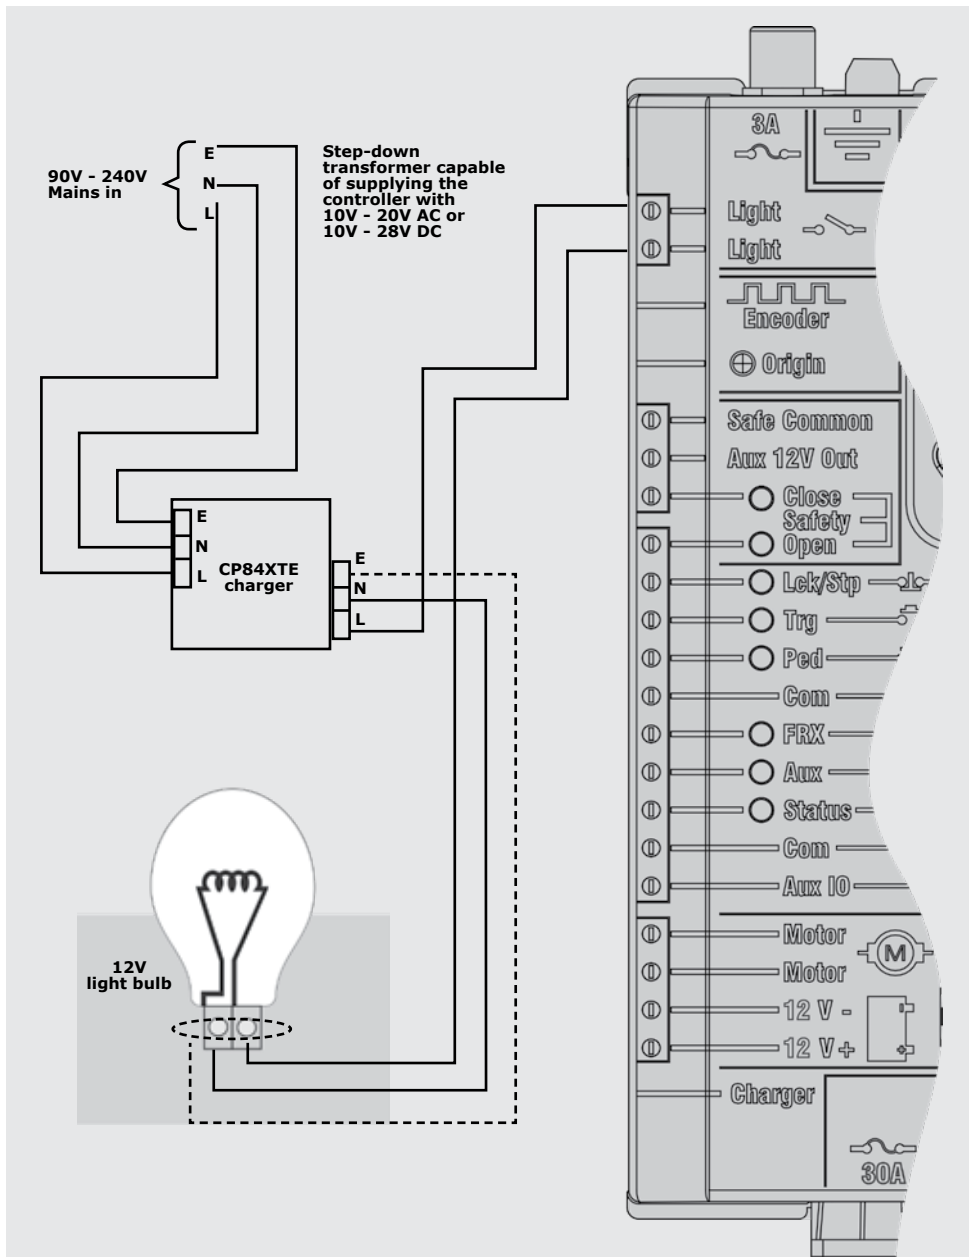 90V - 240V
Mains in
E
N
L
Step-down
transformer capable
of supplying the
controller with
10V - 20V AC or
10V - 28V DC
E
N
L
CP84XTE
charger
E
N
L
12V
light bulb
3A
Light
Light
Encoder
Origin
Safe Common
Aux 12V Out
Close
Safety
Open
Lck/Stp
Trg
Ped
Com
FRX
Aux
Status
Com
Aux IO
Motor
Motor
M
12 V -
12 V +
Charger
30A